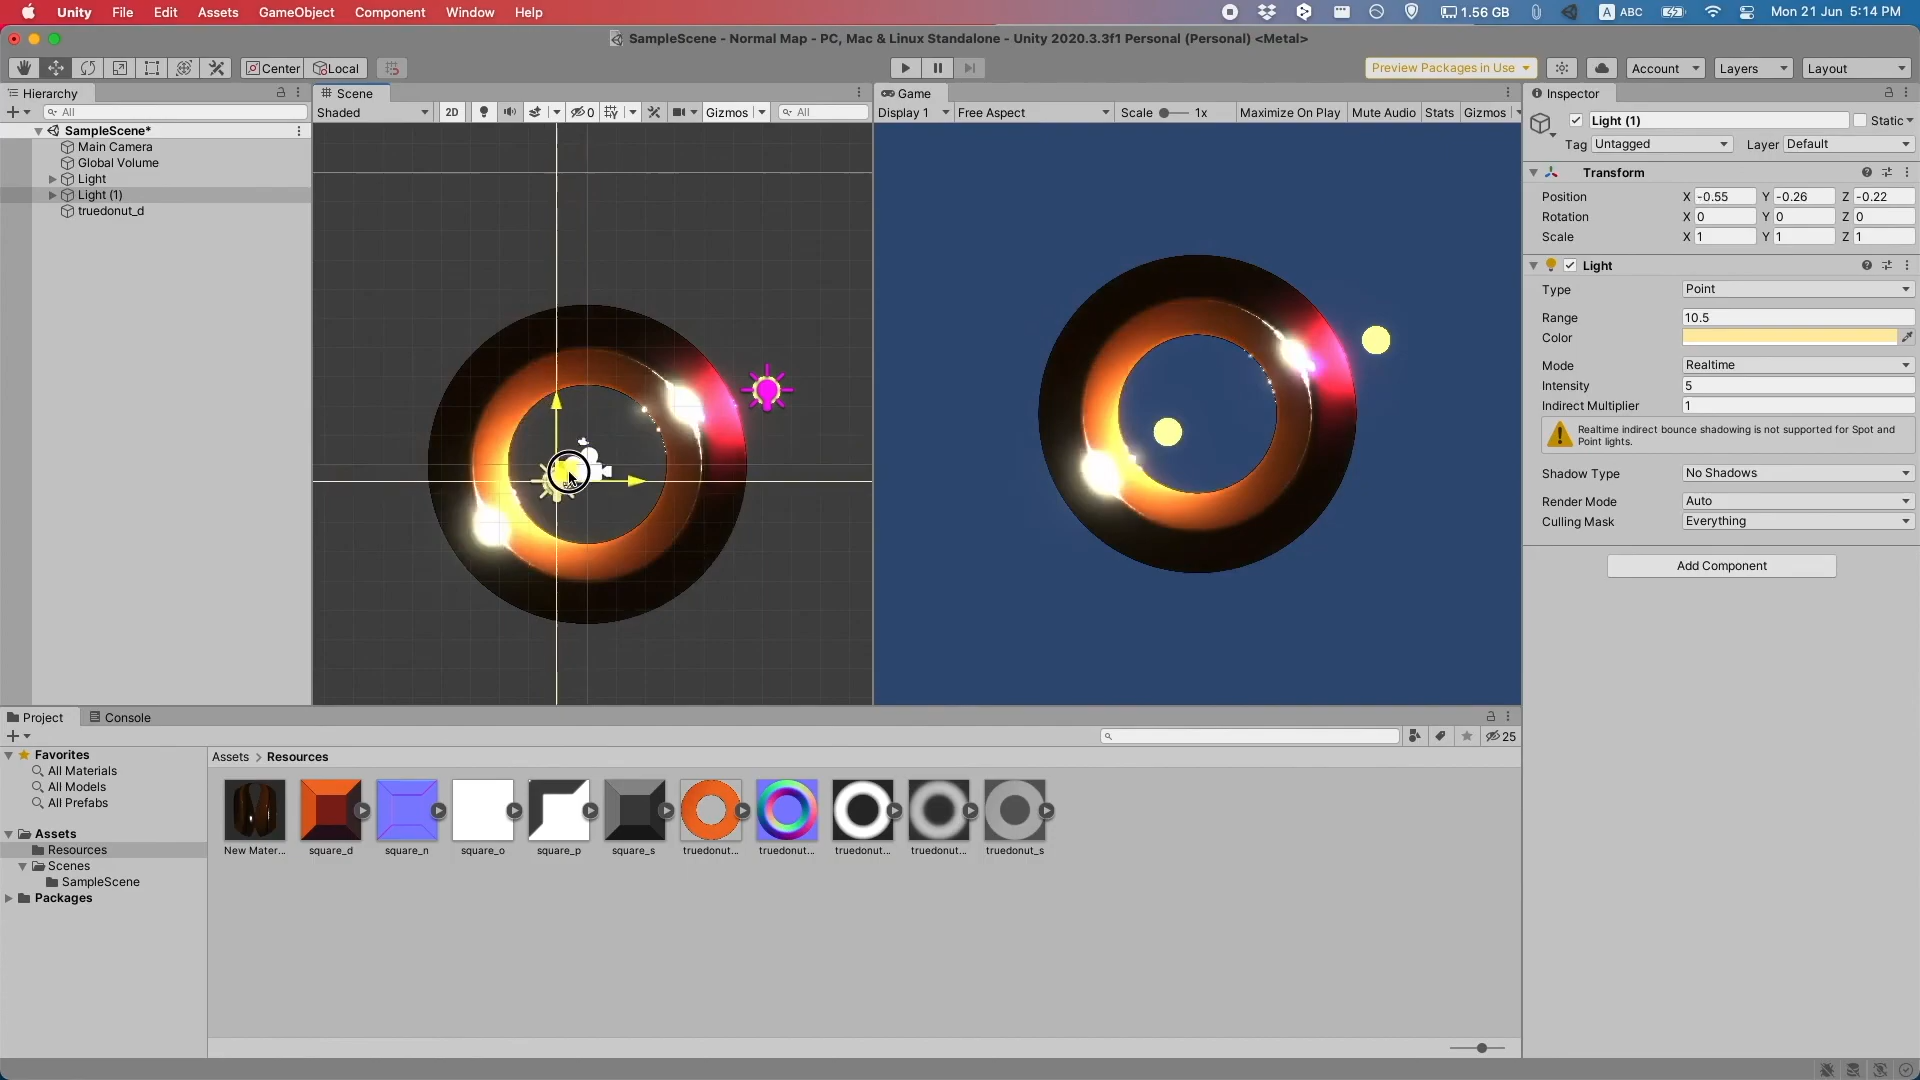 Unity File Edit Assets GameObject Component Window Help 1.56 GB A ABC Mon 21 Jun 5:14 PM
SampleScene - Normal Map - PC, Mac & Linux Standalone - Unity 2020.3.3f1 Personal (Personal) <Metal>
Center Local Preview Packages in Use Account Layers Layout
Hierarchy
All
SampleScene*
Main Camera
Global Volume
Light
Light (1)
truedonut_d
Scene
Shaded 2D 0 Gizmos All
Game
Display 1 Free Aspect Scale 1x Maximize On Play Mute Audio Stats Gizmos
Inspector
Light (1) Static
Tag Untagged Layer Default
Transform
Position X -0.55 Y -0.26 Z -0.22
Rotation X 0 Y 0 Z 0
Scale X 1 Y 1 Z 1
Light
Type Point
Range 10.5
Color
Mode Realtime
Intensity 5
Indirect Multiplier 1
Realtime indirect bounce shadowing is not supported for Spot and
Point lights.
Shadow Type No Shadows
Render Mode Auto
Culling Mask Everything
Add Component
Project Console
25
Favorites
All Materials
All Models
All Prefabs
Assets
Resources
Scenes
SampleScene
Packages
Assets > Resources
New Mater... square_d square_n square_o square_p square_s truedonut... truedonut... truedonut... truedonut... truedonut_s